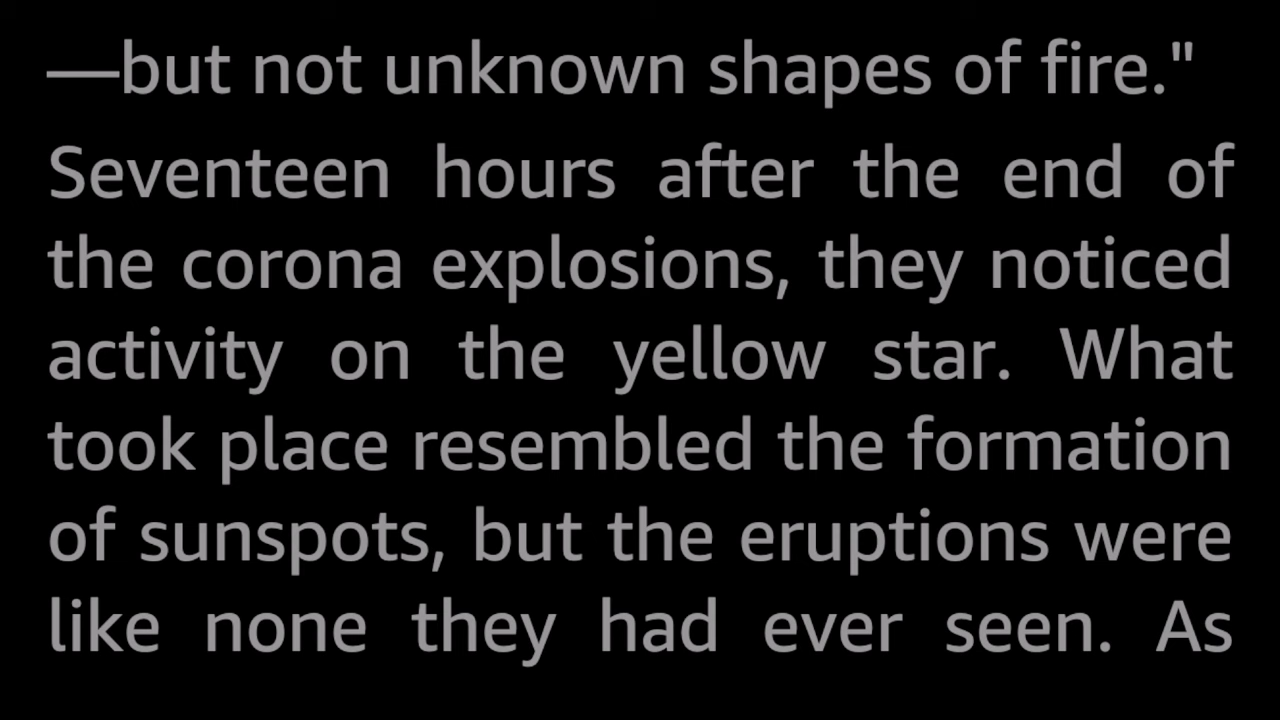 —but not unknown shapes of fire."
Seventeen hours after the end of
the corona explosions, they noticed
activity on the yellow star. What
took place resembled the formation
of sunspots, but the eruptions were
like none they had ever seen. As